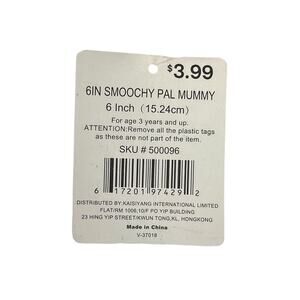 $3.99
6IN SMOOCHY PAL MUMMY
6 Inch (15.24cm)
For age 3 years and up.
ATTENTION:Remove all the plastic tags
as these are not part of the item.
SKU # 500096
6 17201 97429 2
DISTRIBUTED BY:KAISIYANG INTERNATIONAL LIMITED
FLAT/RM 1006,10/F PO YIP BUILDING
23 HING YIP STREET/KWUN TONG,KL, HONGKONG
Made in China
V-37018